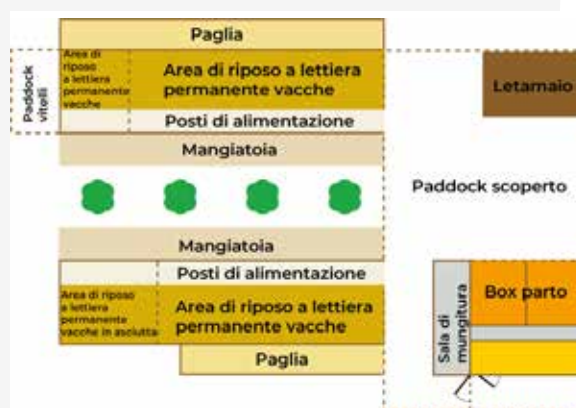 Paglia
Area di
riposo
a lettiera
permanente
vacche
Area di riposo a lettiera
permanente vacche
Paddock
vitelli
Posti di alimentazione
Mangiatoia
Letamaio
Paddock scoperto
Mangiatoia
Posti di alimentazione
Area di riposo
a lettiera
permanente
vacche in asciutta
Area di riposo a lettiera
permanente vacche
Paglia
Sala di
mungitura
Box parto